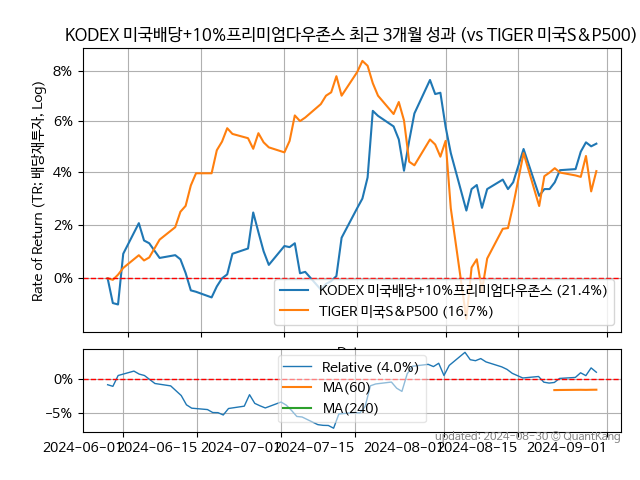 KODEX 미국배당+10%프리미엄다우존스 최근 3개월 성과 (vs TIGER 미국S&P500)
Rate of Return (TR: 배당재투자, Log)
8%
6%
4%
2%
0%
KODEX 미국배당+10%프리미엄다우존스 (21.4%)
TIGER 미국S&P500 (16.7%)
0%
−5%
Relative (4.0%)
MA(60)
MA(240)
updated: 2024-08-30 © QuantKang
2024-06-01
2024-06-15
2024-07-01
2024-07-15
2024-08-01
2024-08-15
2024-09-01